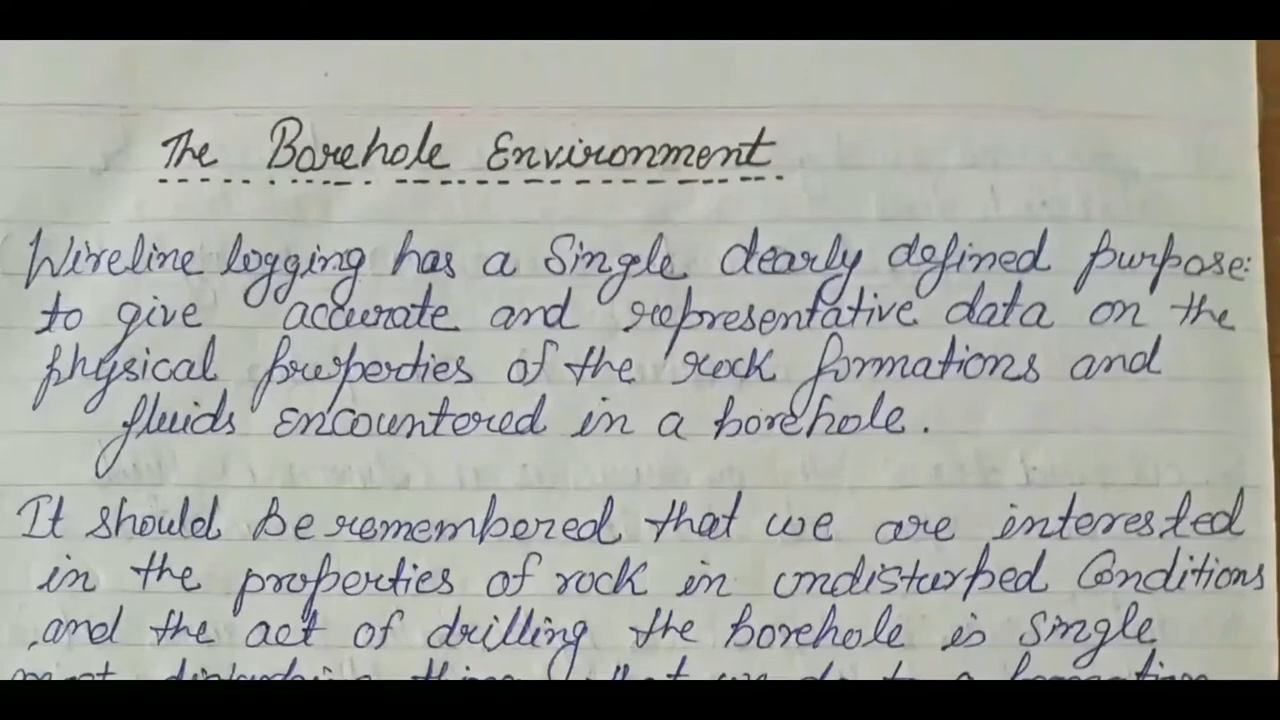 The Borehole Environment
Wireline logging has a Single clearly defined purpose:
to give accurate and representative data on the
physical properties of the rock formations and
fluids encountered in a borehole.
It should be remembered that we are interested
in the properties of rock in undisturbed Conditions
and the act of drilling the borehole is single